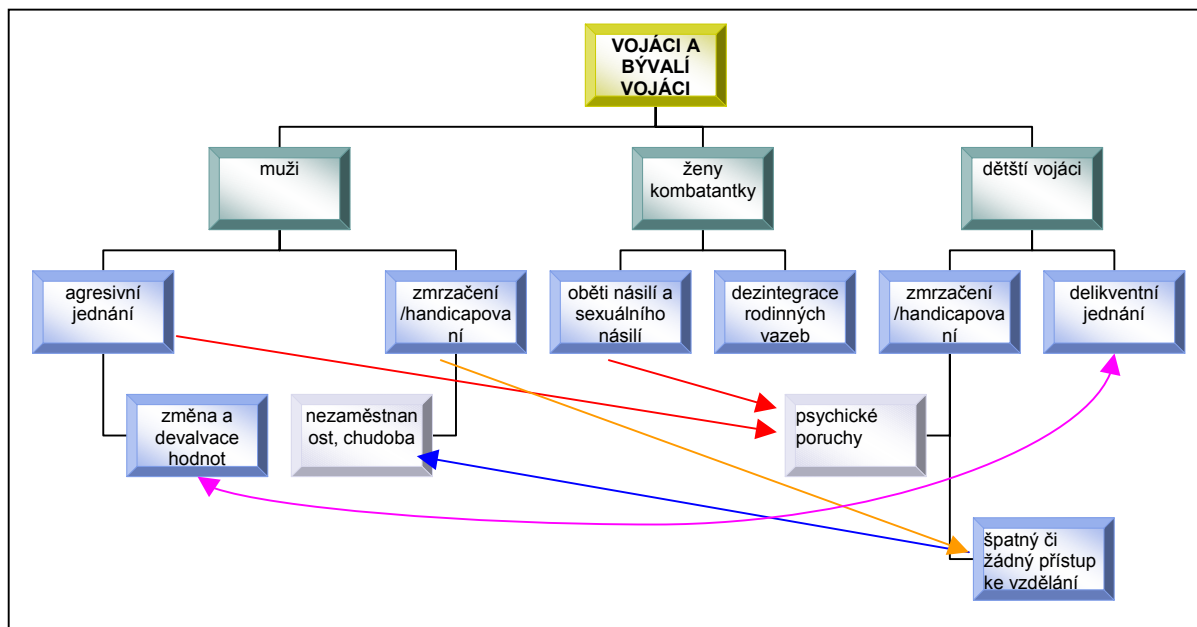 VOJÁCI A
BÝVALÍ
VOJÁCI
muži
ženy
kombatantky
dětští vojáci
agresivní
jednání
zmrzačení
/handicapova
ní
oběti násilí a
sexuálního
násilí
dezintegrace
rodinných
vazeb
zmrzačení
/handicapova
ní
delikventní
jednání
změna a
devalvace
hodnot
nezaměstnan
ost, chudoba
psychické
poruchy
špatný či
žádný přístup
ke vzdělání